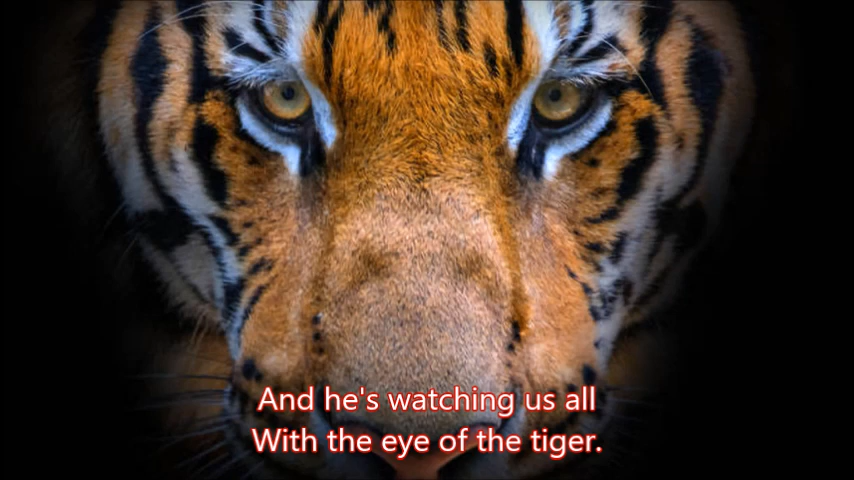 And he's watching us all
With the eye of the tiger.